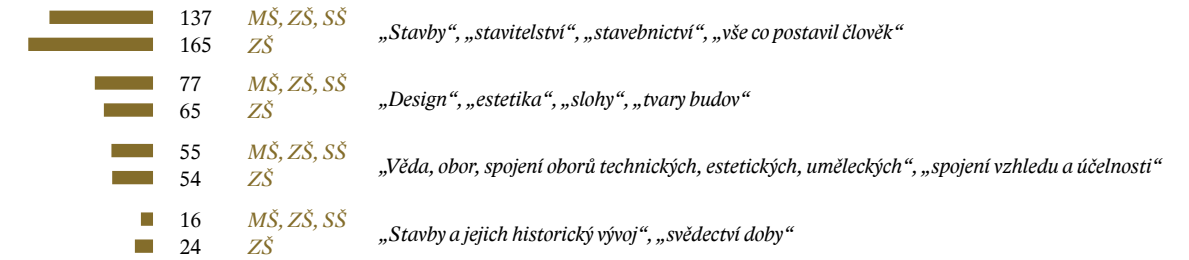 137 MŠ, ZŠ, SŠ
165 ZŠ
„Stavby“, „stavitelství“, „stavebnictví“, „vše co postavil člověk“
77 MŠ, ZŠ, SŠ
65 ZŠ
„Design“, „estetika“, „slohy“, „tvary budov“
55 MŠ, ZŠ, SŠ
54 ZŠ
„Věda, obor, spojení oborů technických, estetických, uměleckých“, „spojení vzhledu a účelnosti“
16 MŠ, ZŠ, SŠ
24 ZŠ
„Stavby a jejich historický vývoj“, „svědectví doby“